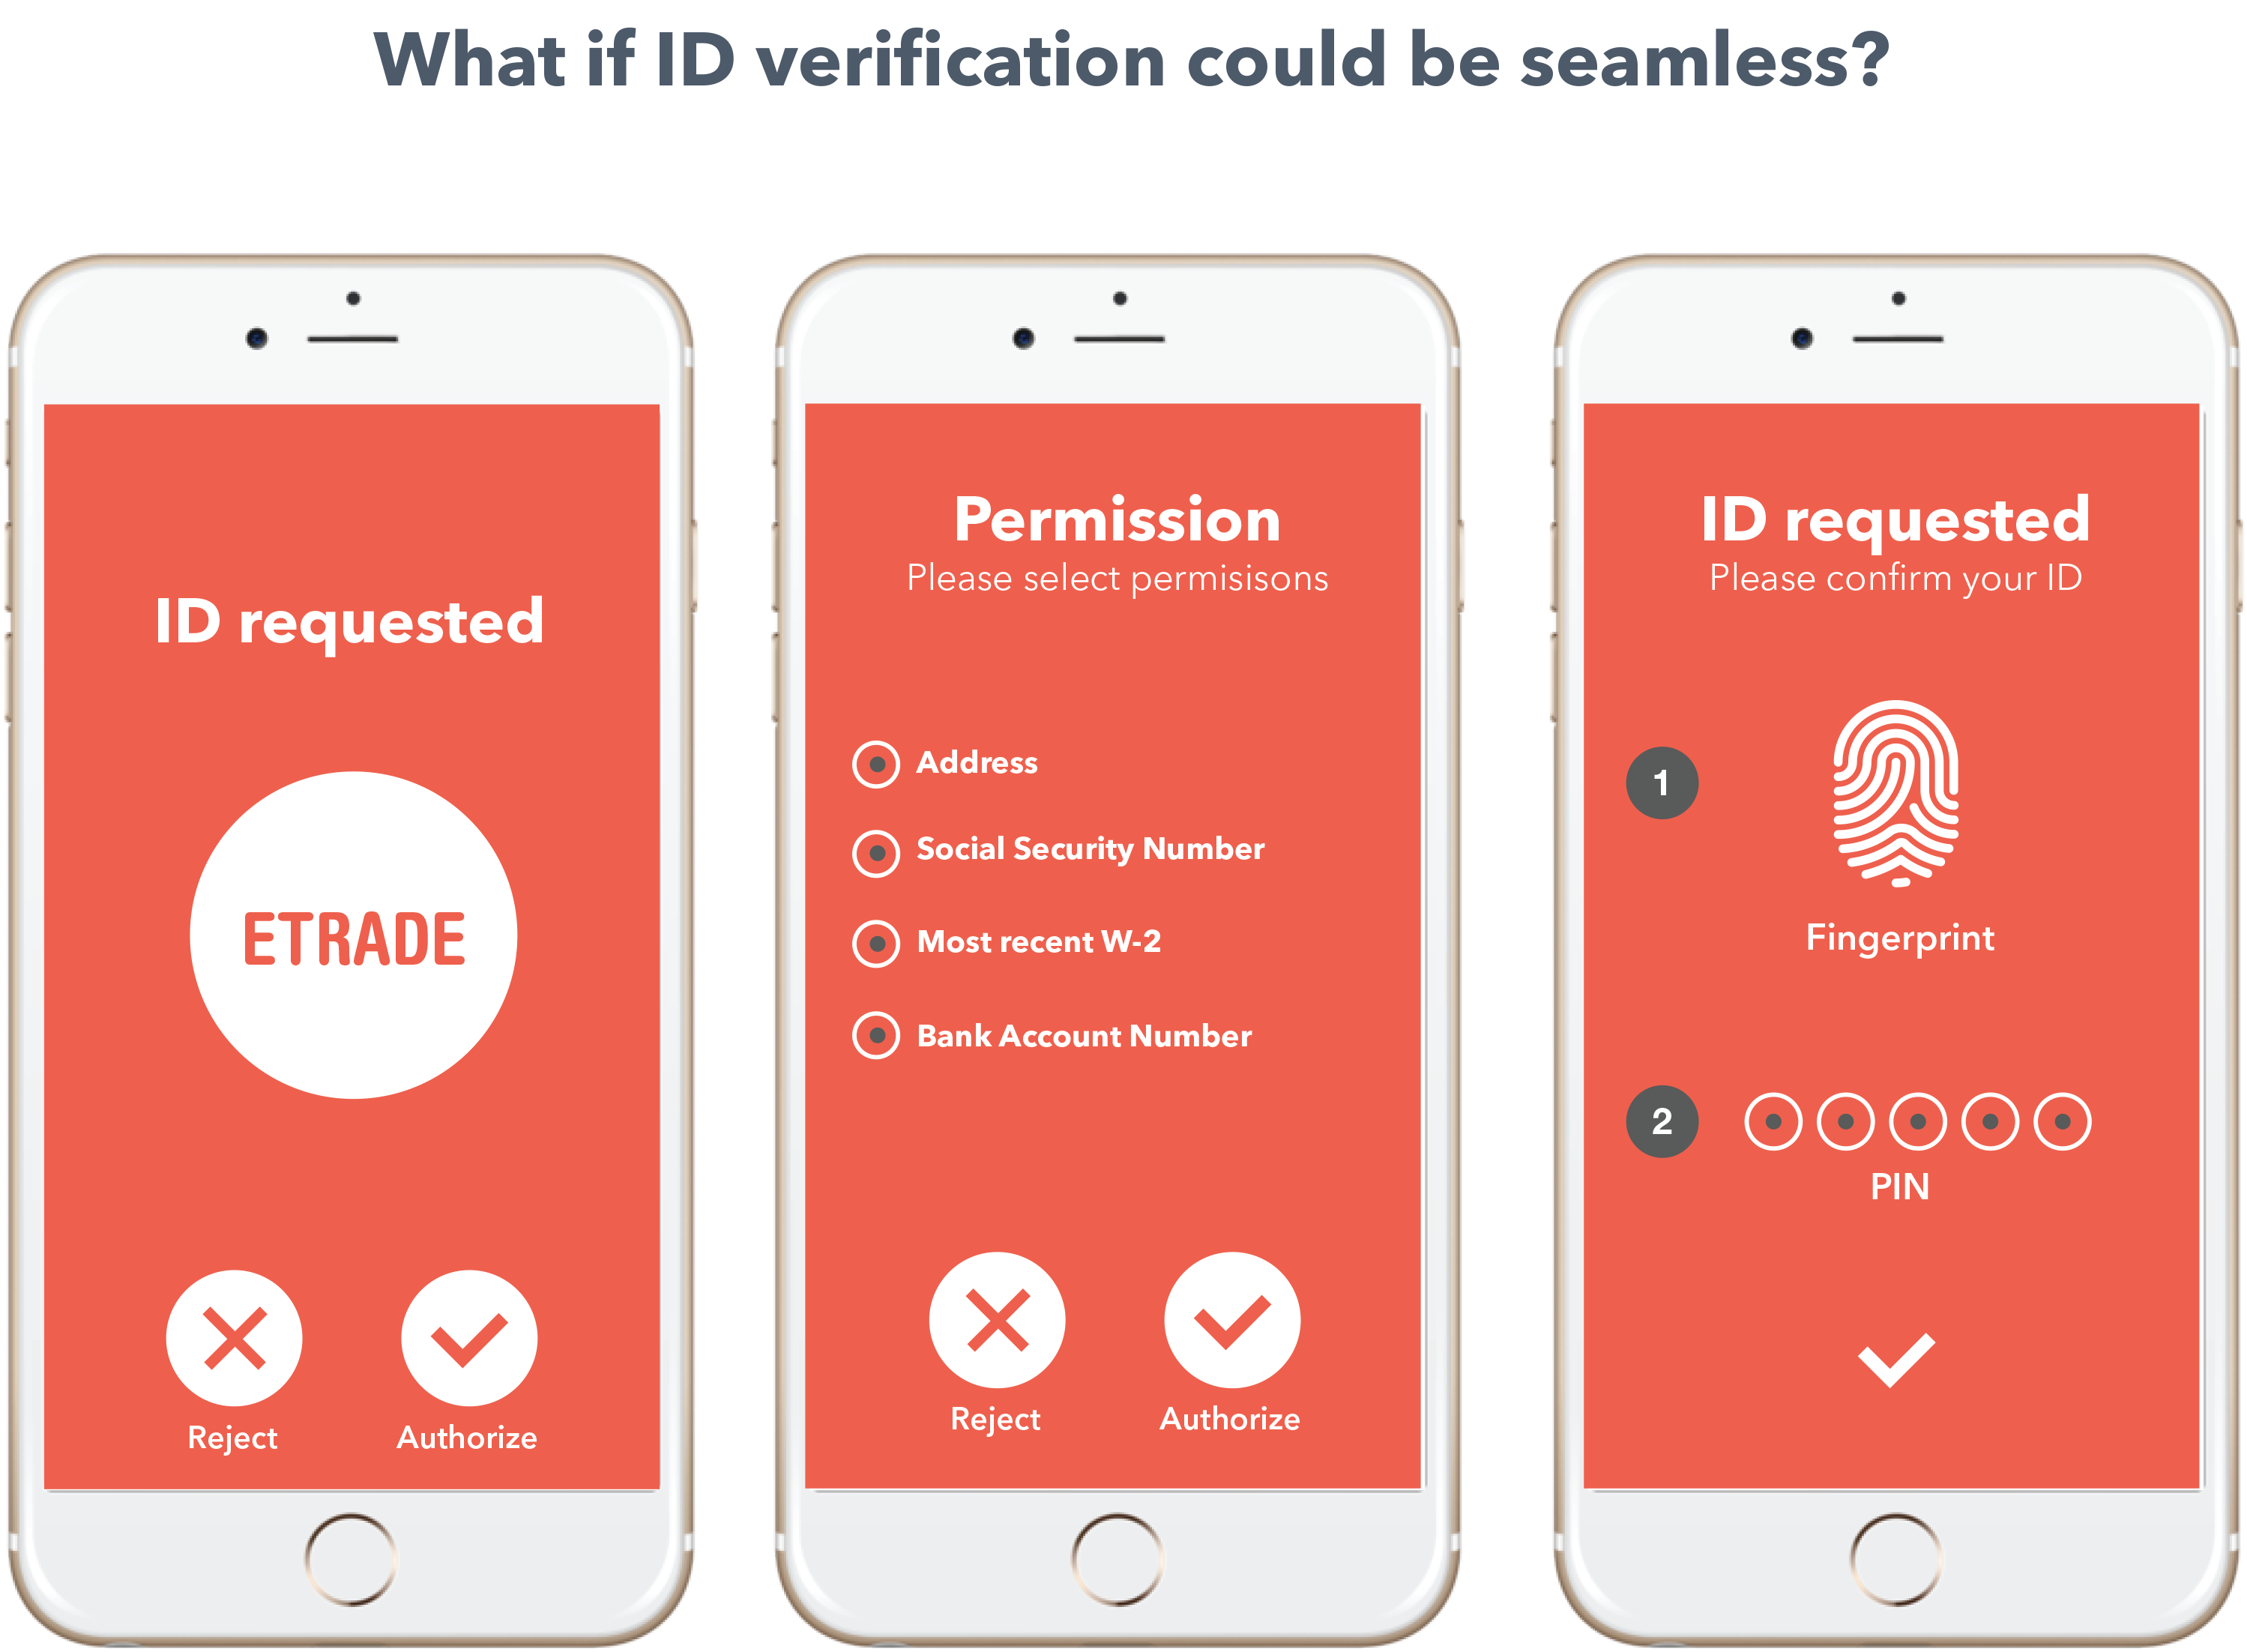 What if ID verification could be seamless?
ID requested
ETRADE
Reject Authorize
Permission
Please select permisisons
Address
Social Security Number
Most recent W-2
Bank Account Number
Reject Authorize
ID requested
Please confirm your ID
1
Fingerprint
2
PIN